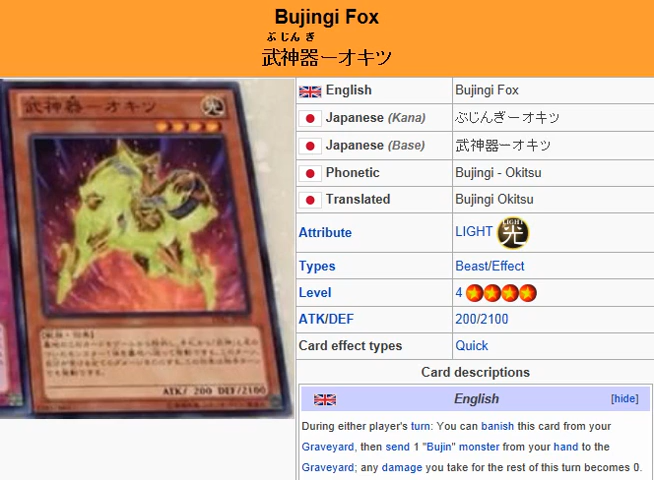 Bujingi Fox
ぶ じん ぎ
武神器ーオキツ
武神器ーオキツ
光
English Bujingi Fox
Japanese (Kana) ぶじんぎーオキツ
Japanese (Base) 武神器ーオキツ
Phonetic Bujingi - Okitsu
Translated Bujingi Okitsu
Attribute LIGHT LIGHT 光
Types Beast/Effect
Level 4
ATK/DEF 200/2100
Card effect types Quick
ATK/ 200 DEF/2100
Card descriptions
English [hide]
During either player's turn: You can banish this card from your
Graveyard, then send 1 "Bujin" monster from your hand to the
Graveyard; any damage you take for the rest of this turn becomes 0.